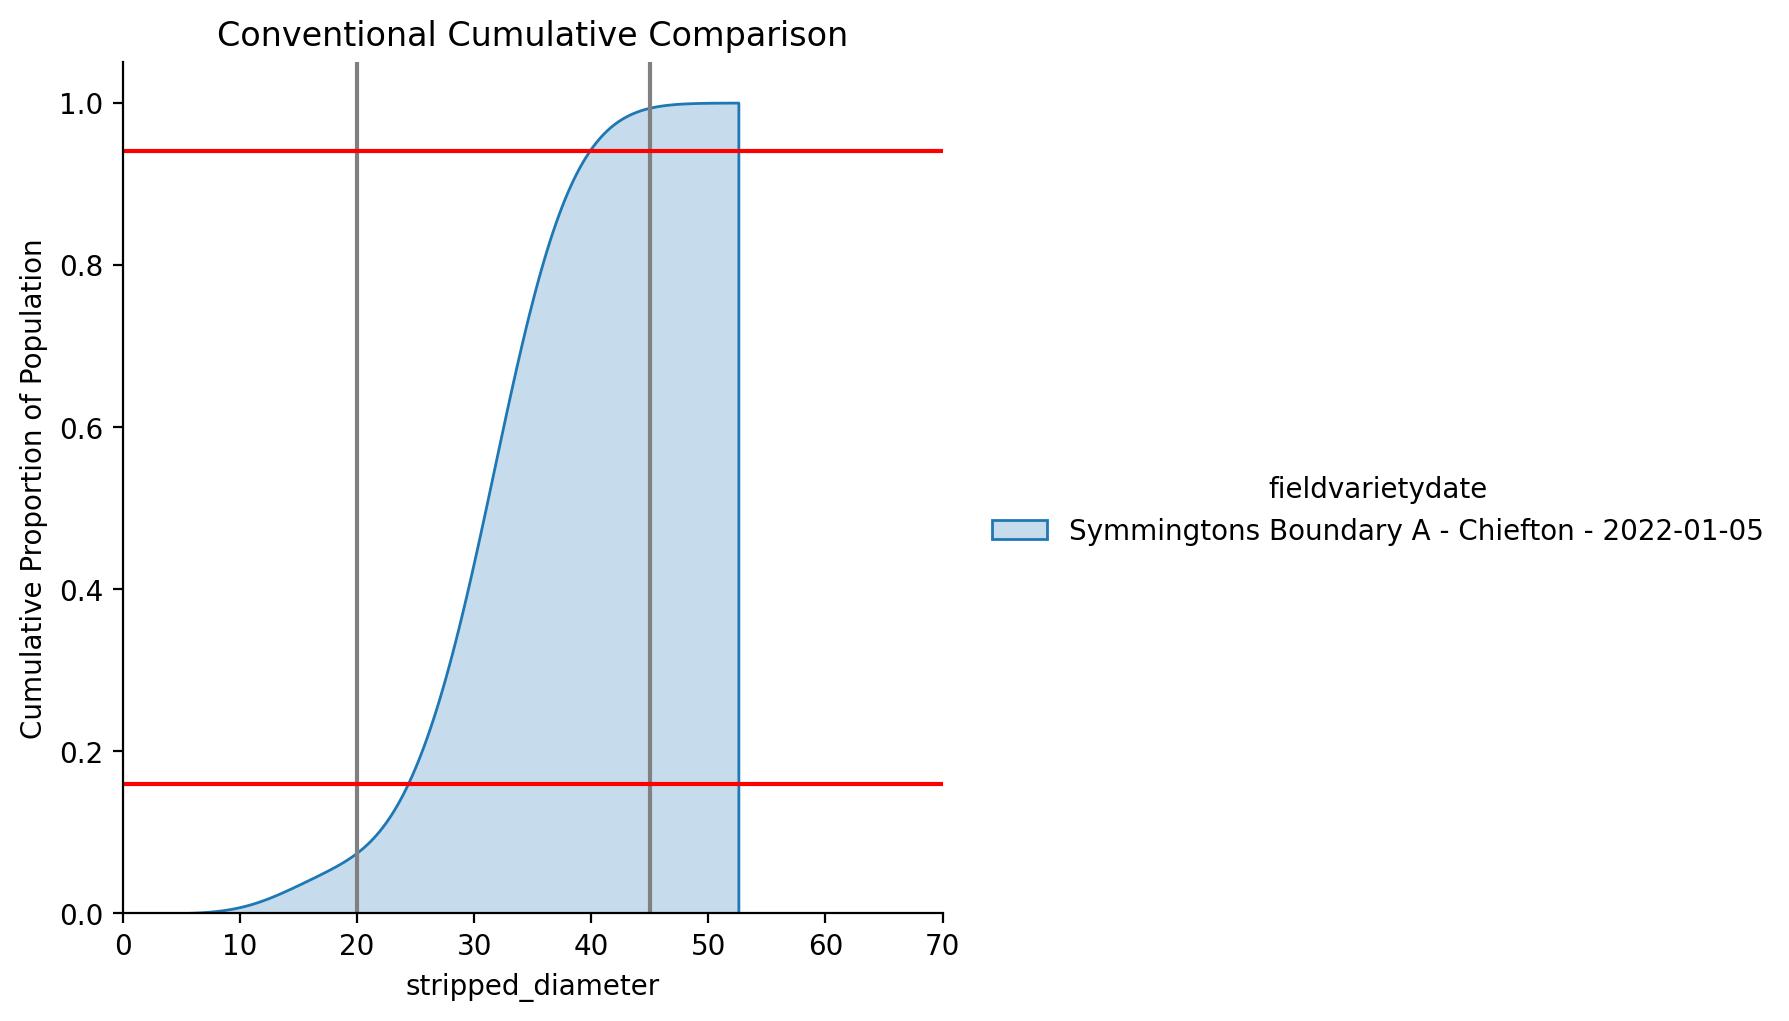 Conventional Cumulative Comparison
1.0
0.8
0.6
0.4
0.2
0.0
Cumulative Proportion of Population
0 10 20 30 40 50 60 70
stripped_diameter
fieldvarietydate
Symmingtons Boundary A - Chiefton - 2022-01-05